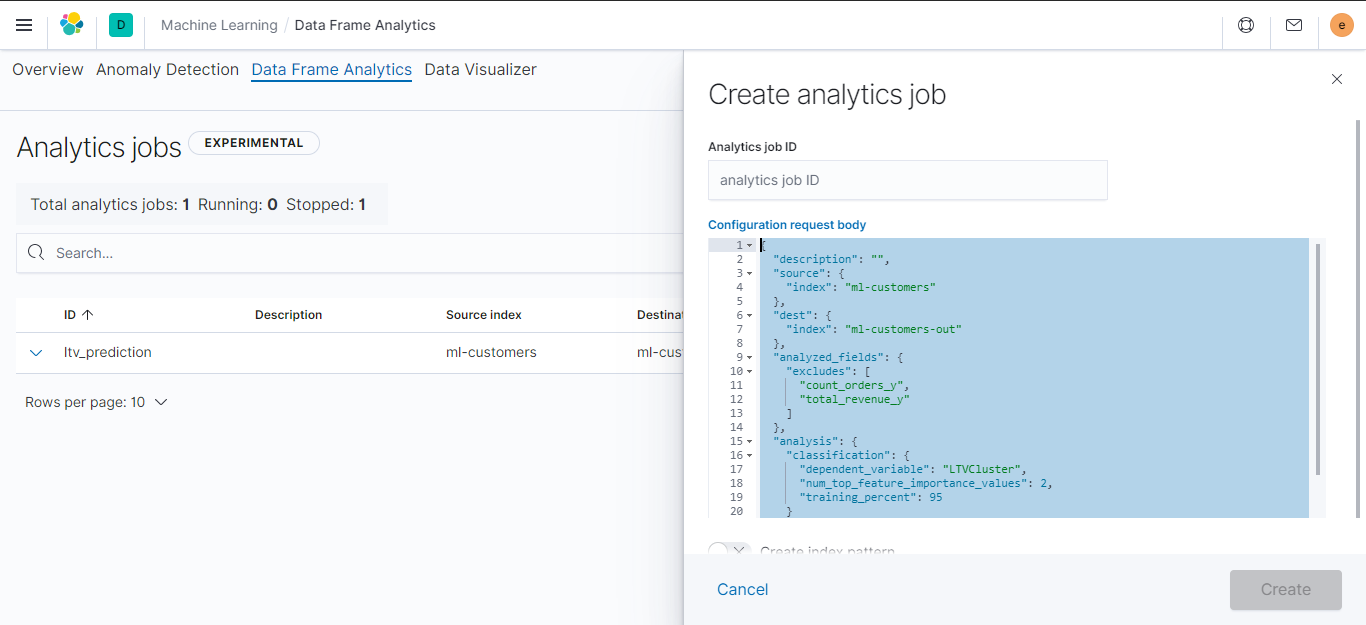 D
Machine Learning / Data Frame Analytics
e
Overview Anomaly Detection Data Frame Analytics Data Visualizer
Analytics jobs EXPERIMENTAL
Total analytics jobs: 1 Running: 0 Stopped: 1
Search...
ID Description Source index Destinat
ltv_prediction ml-customers ml-cus
Rows per page: 10
Create analytics job
Analytics job ID
analytics job ID
Configuration request body
1 {
2 "description": "",
3 "source": {
4 "index": "ml-customers"
5 },
6 "dest": {
7 "index": "ml-customers-out"
8 },
9 "analyzed_fields": {
10 "excludes": [
11 "count_orders_y",
12 "total_revenue_y"
13 ]
14 },
15 "analysis": {
16 "classification": {
17 "dependent_variable": "LTVCluster",
18 "num_top_feature_importance_values": 2,
19 "training_percent": 95
20 }
Create index pattern
Cancel
Create